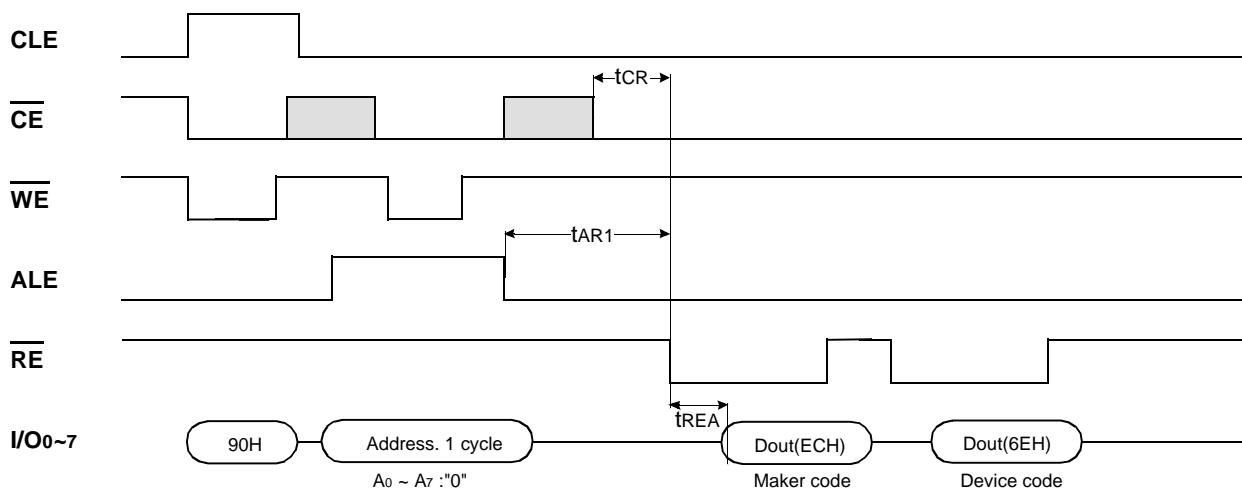 CLE
tCR
CE
WE
tAR1
ALE
RE
tREA
I/O0~7
90H
Address. 1 cycle
Dout(ECH)
Dout(6EH)
A0 ~ A7 :"0"
Maker code
Device code